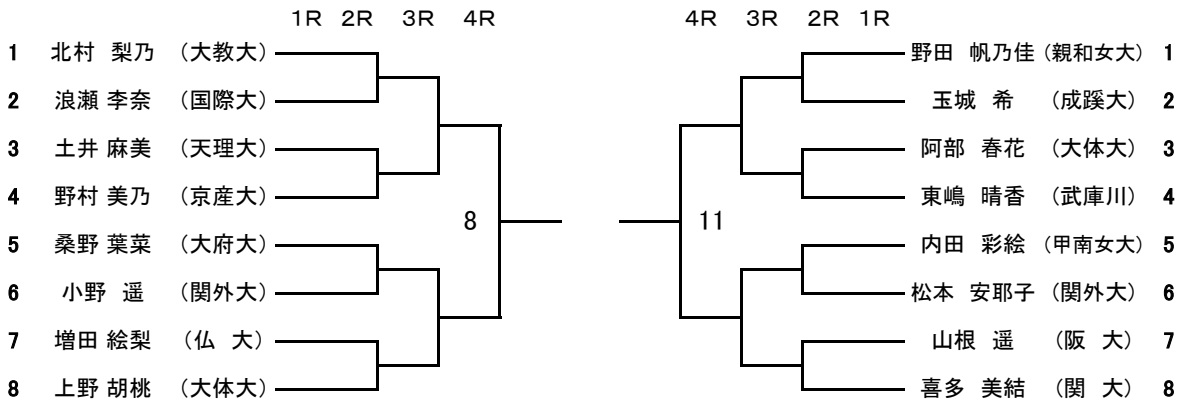 1R 2R 3R 4R 4R 3R 2R 1R
1 北村 梨乃 (大教大) 野田 帆乃佳 (親和女大) 1
2 浪瀬 李奈 (国際大) 玉城 希 (成蹊大) 2
3 土井 麻美 (天理大) 阿部 春花 (大体大) 3
4 野村 美乃 (京産大) 東嶋 晴香 (武庫川) 4
8 11
5 桑野 葉菜 (大府大) 内田 彩絵 (甲南女大) 5
6 小野 遥 (関外大) 松本 安耶子 (関外大) 6
7 増田 絵梨 (仏 大) 山根 遥 (阪 大) 7
8 上野 胡桃 (大体大) 喜多 美結 (関 大) 8